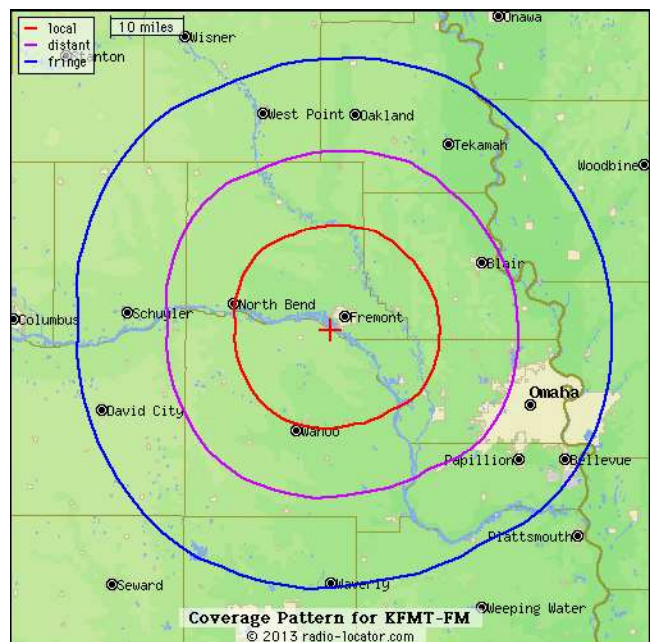 local
distant
fringe
10 miles
Wisner
Stanton
Onawa
West Point
Oakland
Tekamah
Woodbine
Blair
North Bend
Schuyler
Columbus
Fremont
Omaha
David City
Wahoo
Papillion
Bellevue
Plattsmouth
Seward
Waverly
Weeping Water
Coverage Pattern for KFMT-FM
© 2013 radio-locator.com